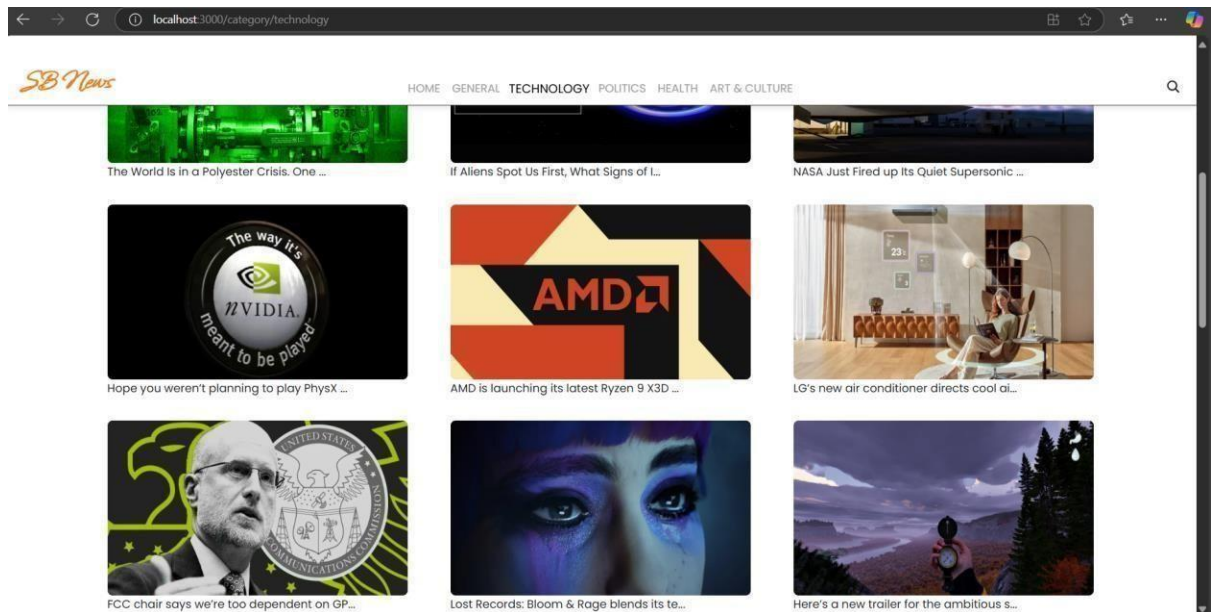 localhost:3000/category/technology
SB News
HOME GENERAL TECHNOLOGY POLITICS HEALTH ART & CULTURE
The World Is in a Polyester Crisis. One ...
If Aliens Spot Us First, What Signs of I...
NASA Just Fired up Its Quiet Supersonic ...
The way it's
nVIDIA.
meant to be played
AMD
23
Hope you weren't planning to play PhysX ...
AMD is launching its latest Ryzen 9 X3D ...
LG's new air conditioner directs cool ai...
UNITED STATES
COMMUNICATIONS COMMISSION
FCC chair says we're too dependent on GP...
Lost Records: Bloom & Rage blends its te...
Here's a new trailer for the ambitious s...